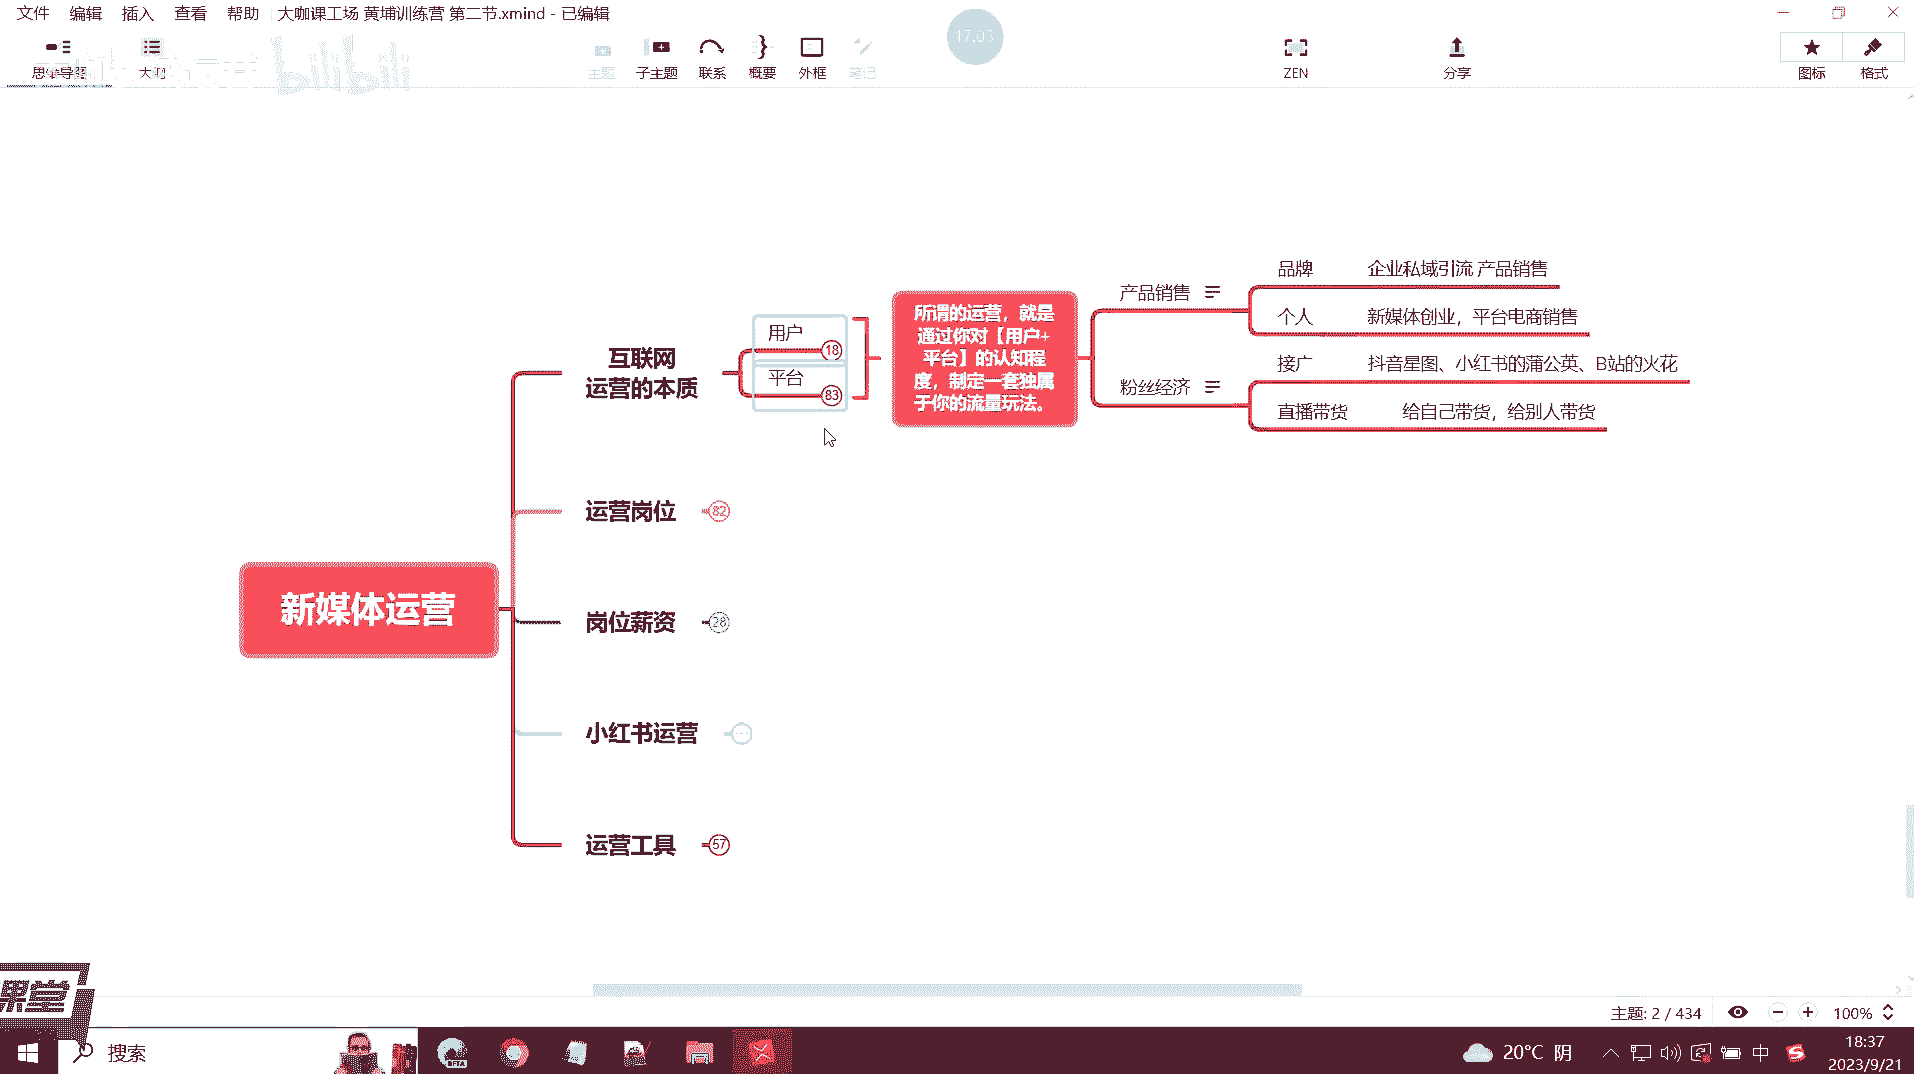 文件 编辑 插入 查看 帮助 大咖课工场 黄埔训练营 第二节.xmind - 已编辑
17:03
思维导图 大纲 主题 子主题 联系 概要 外框 笔记 ZEN 分享 图标 格式
bilibili
品牌 企业私域引流 产品销售
产品销售
个人 新媒体创业，平台电商销售
接广 抖音星图、小红书的蒲公英、B站的火花
粉丝经济
直播带货 给自己带货，给别人带货
所谓的运营，就是
通过你对【用户+
平台】的认知程
度，制定一套独属
于你的流量玩法。
用户
18
平台
83
互联网
运营的本质
运营岗位 82
新媒体运营
岗位薪资 28
小红书运营
运营工具 57
课堂
主题: 2 / 434 100%
搜索
BETA
20°C 阴
中
18:37
2023/9/21